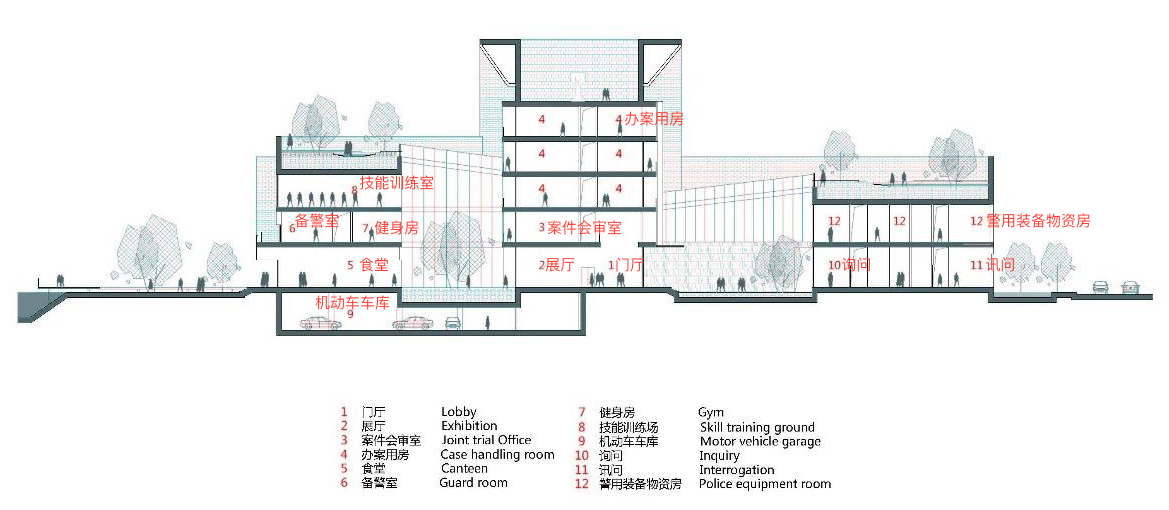 4 4 办案用房
4 4
8 技能训练室 4 4
6 备警室 7 健身房 3 案件会审室 12 12 12 警用装备物资房
5 食堂 2 展厅 1 门厅 10 询问 11 讯问
机动车车库
9
1 门厅 Lobby
2 展厅 Exhibition
3 案件会审室 Joint trial Office
4 办案用房 Case handling room
5 食堂 Canteen
6 备警室 Guard room
7 健身房 Gym
8 技能训练场 Skill training ground
9 机动车车库 Motor vehicle garage
10 询问 Inquiry
11 讯问 Interrogation
12 警用装备物资房 Police equipment room